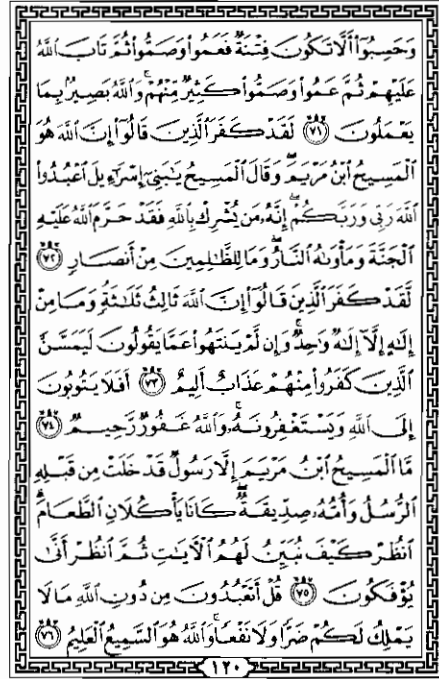 وَحَسِبُوٓا۟ أَلَّا تَكُونَ فِتْنَةٌ فَعَمُوا۟ وَصَمُّوا۟ ثُمَّ تَابَ ٱللَّهُ
عَلَيْهِمْ ثُمَّ عَمُوا۟ وَصَمُّوا۟ كَثِيرٌ مِّنْهُمْ ۚ وَٱللَّهُ بَصِيرٌۢ بِمَا
يَعْمَلُونَ ٧١ لَقَدْ كَفَرَ ٱلَّذِينَ قَالُوٓا۟ إِنَّ ٱللَّهَ هُوَ
ٱلْمَسِيحُ ٱبْنُ مَرْيَمَ ۖ وَقَالَ ٱلْمَسِيحُ يَٰبَنِىٓ إِسْرَٰٓءِيلَ ٱعْبُدُوا۟
ٱللَّهَ رَبِّى وَرَبَّكُمْ ۖ إِنَّهُۥ مَن يُشْرِكْ بِٱللَّهِ فَقَدْ حَرَّمَ ٱللَّهُ عَلَيْهِ
ٱلْجَنَّةَ وَمَأْوَىٰهُ ٱلنَّارُ ۖ وَمَا لِلظَّٰلِمِينَ مِنْ أَنصَارٍ ٧٢
لَّقَدْ كَفَرَ ٱلَّذِينَ قَالُوٓا۟ إِنَّ ٱللَّهَ ثَالِثُ ثَلَٰثَةٍ ۘ وَمَا مِنْ
إِلَٰهٍ إِلَّآ إِلَٰهٌ وَٰحِدٌ ۚ وَإِن لَّمْ يَنتَهُوا۟ عَمَّا يَقُولُونَ لَيَمَسَّنَّ
ٱلَّذِينَ كَفَرُوا۟ مِنْهُمْ عَذَابٌ أَلِيمٌ ٧٣ أَفَلَا يَتُوبُونَ
إِلَى ٱللَّهِ وَيَسْتَغْفِرُونَهُۥ ۚ وَٱللَّهُ غَفُورٌ رَّحِيمٌ ٧٤
مَّا ٱلْمَسِيحُ ٱبْنُ مَرْيَمَ إِلَّا رَسُولٌ قَدْ خَلَتْ مِن قَبْلِهِ
ٱلرُّسُلُ وَأُمُّهُۥ صِدِّيقَةٌ ۖ كَانَا يَأْكُلَانِ ٱلطَّعَامَ ۗ
ٱنظُرْ كَيْفَ نُبَيِّنُ لَهُمُ ٱلْءَايَٰتِ ثُمَّ ٱنظُرْ أَنَّىٰ
يُؤْفَكُونَ ٧٥ قُلْ أَتَعْبُدُونَ مِن دُونِ ٱللَّهِ مَا لَا
يَمْلِكُ لَكُمْ ضَرًّا وَلَا نَفْعًا ۚ وَٱللَّهُ هُوَ ٱلسَّمِيعُ ٱلْعَلِيمُ ٧٦
١٢٠